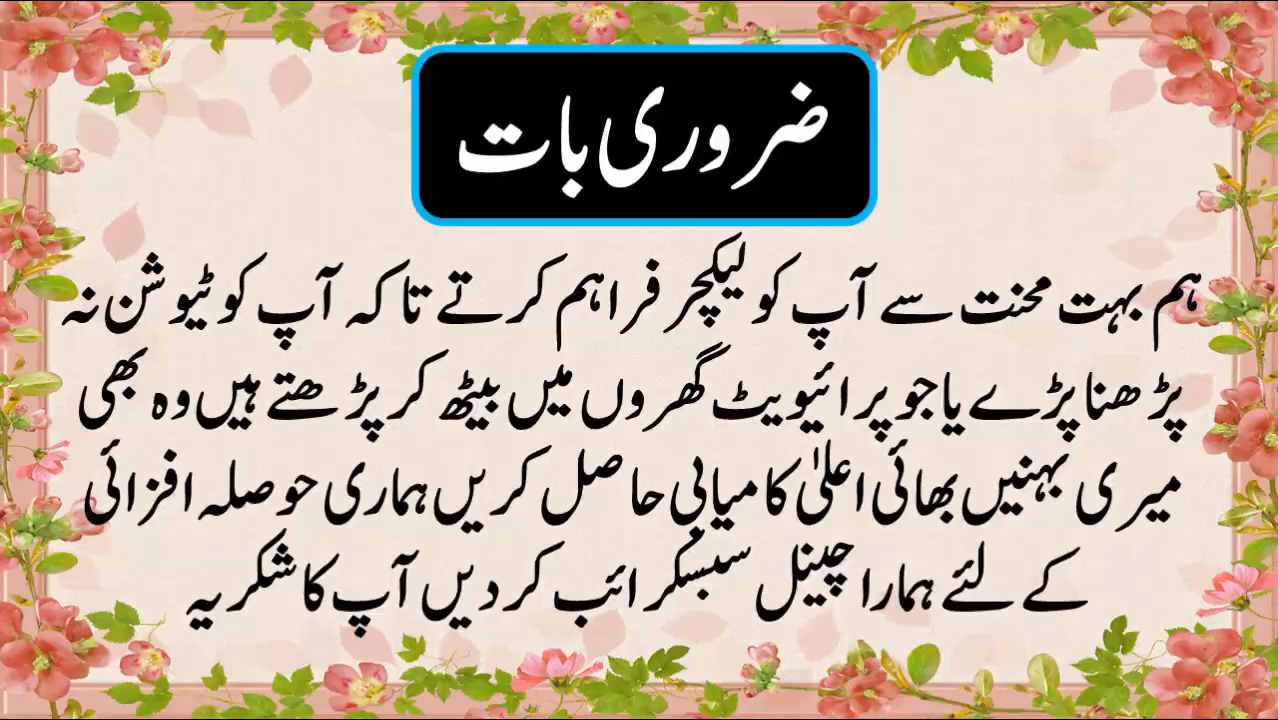 ضروری بات
ہم بہت محنت سے آپ کو لیکچر فراہم کرتے تاکہ آپ کو ٹیوشن نہ
پڑھنا پڑے یا جو پرائیویٹ گھروں میں بیٹھ کر پڑھتے ہیں وہ بھی
میری بہنیں بھائی اعلیٰ کامیابی حاصل کریں ہماری حوصلہ افزائی
کے لئے ہمارا چینل سبسکرائب کر دیں آپ کا شکریہ